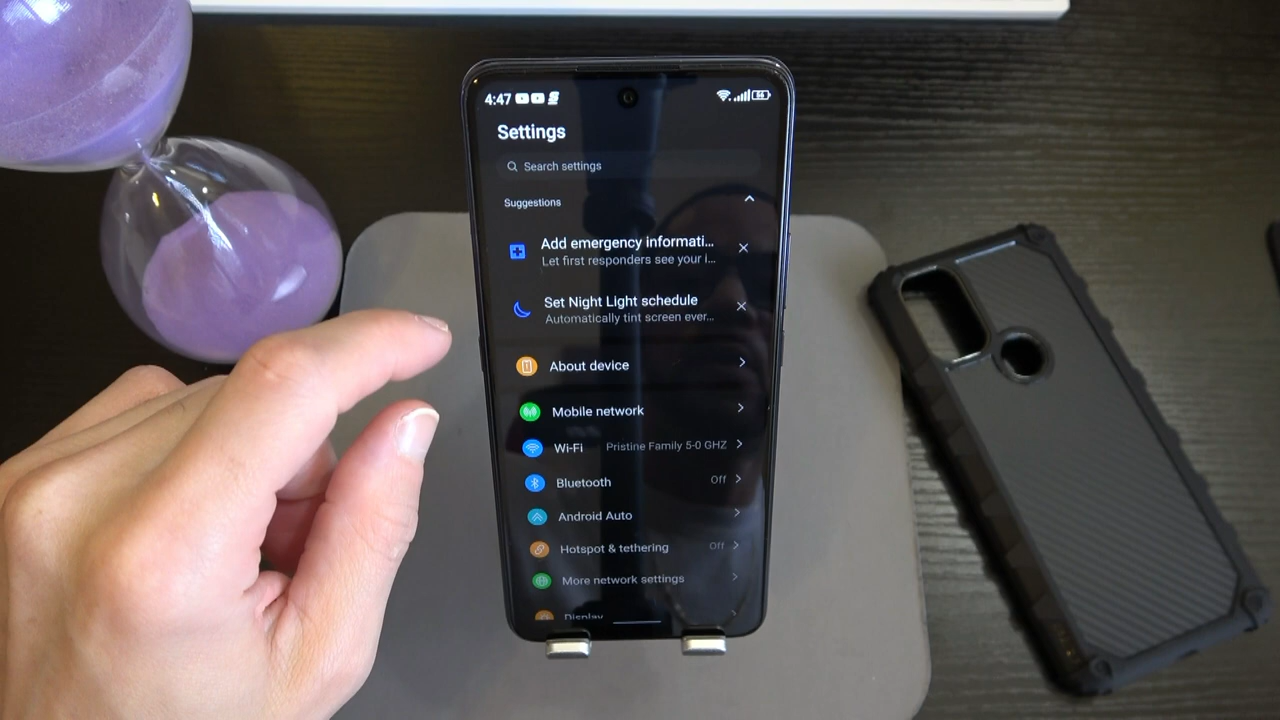 4:47
54
Settings
Search settings
Suggestions
Add emergency informati...
Let first responders see your i...
Set Night Light schedule
Automatically tint screen ever...
About device
Mobile network
Wi-Fi Pristine Family 5-0 GHZ
Bluetooth Off
Android Auto
Hotspot & tethering Off
More network settings
Display